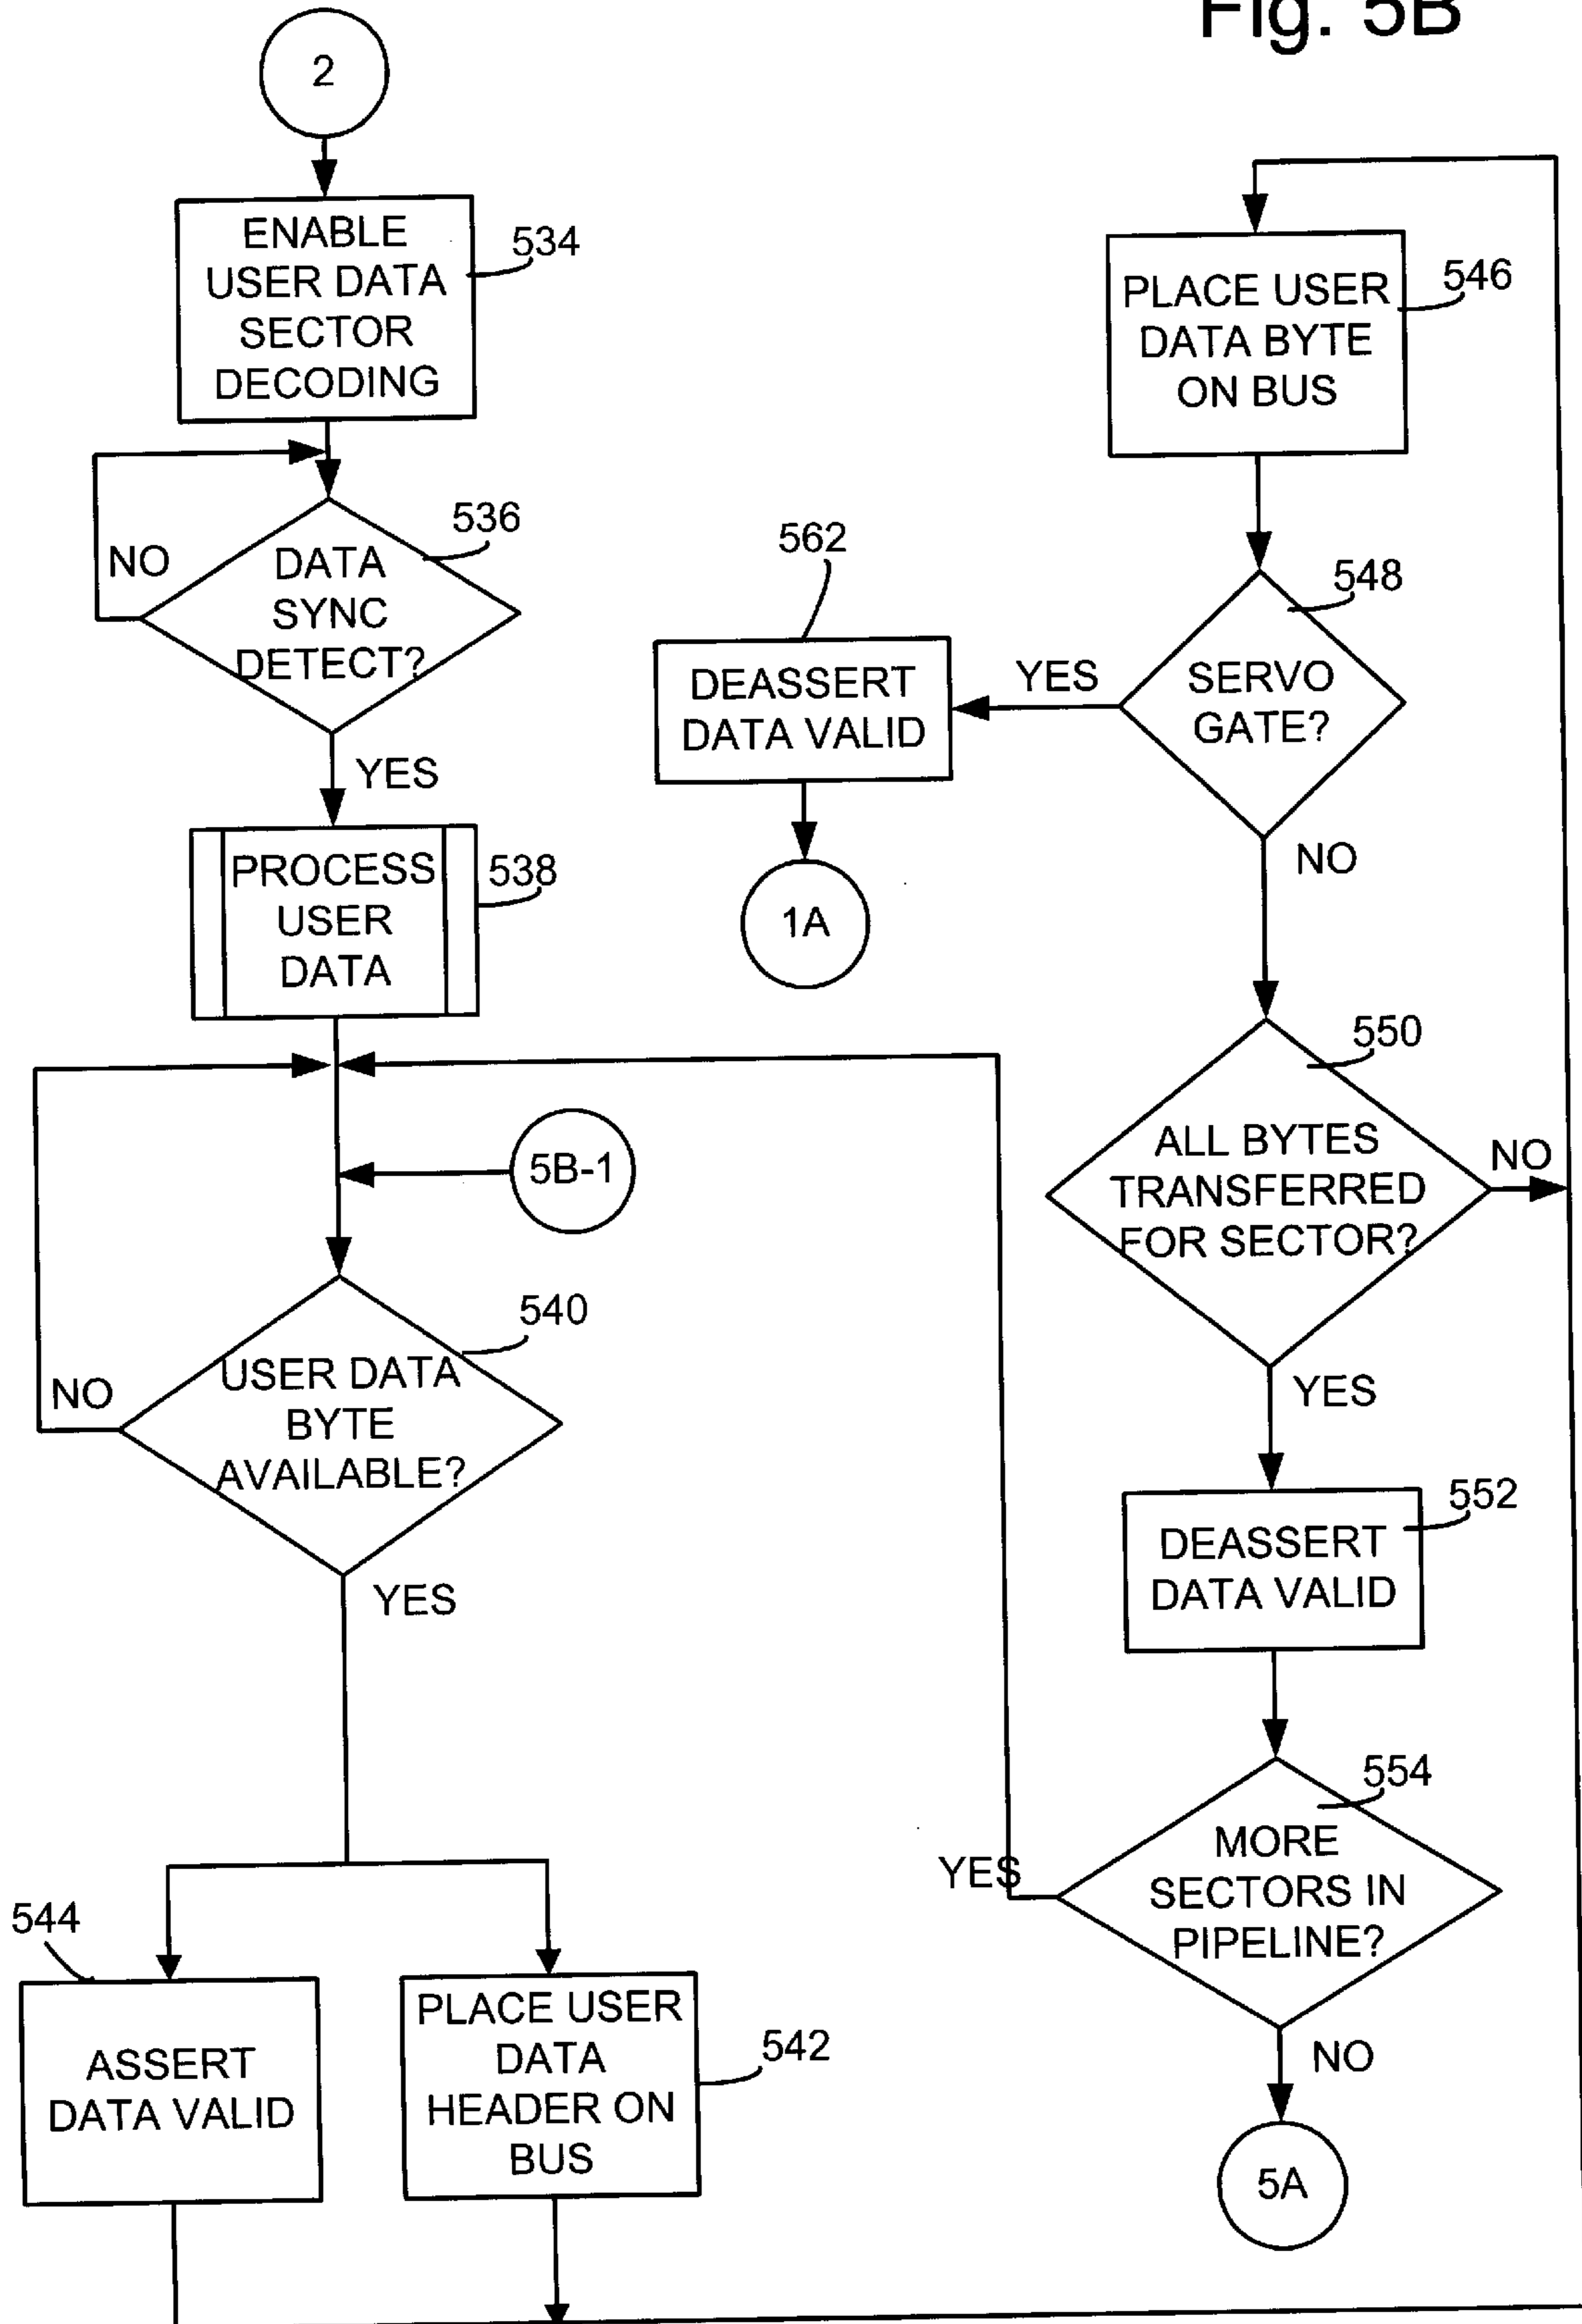 Fig. 5B
2
ENABLE
USER DATA
SECTOR
DECODING
534
NO
DATA
SYNC
DETECT?
536
YES
PROCESS
USER
DATA
538
5B-1
USER DATA
BYTE
AVAILABLE?
540
NO
YES
544
ASSERT
DATA VALID
PLACE USER
DATA
HEADER ON
BUS
542
PLACE USER
DATA BYTE
ON BUS
546
SERVO
GATE?
548
YES
562
DEASSERT
DATA VALID
1A
NO
ALL BYTES
TRANSFERRED
FOR SECTOR?
550
NO
YES
DEASSERT
DATA VALID
552
MORE
SECTORS IN
PIPELINE?
554
YES
NO
5A